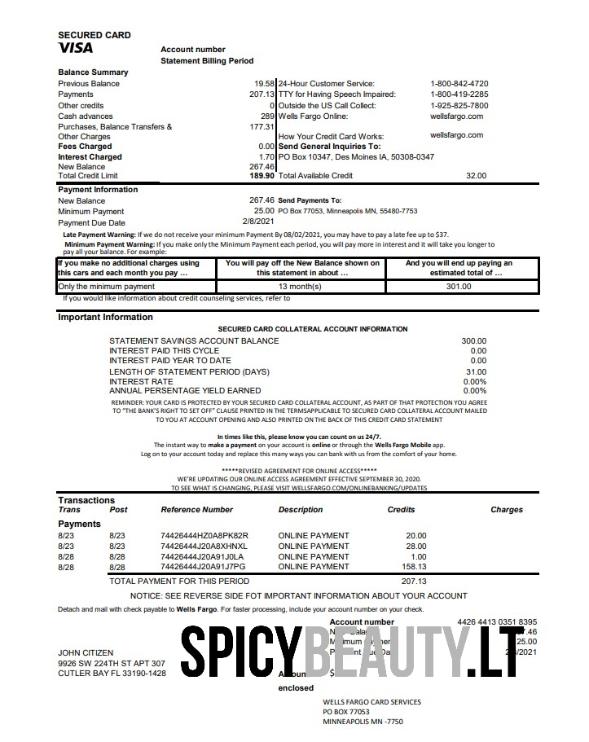 SECURED CARD
VISA Account number
Statement Billing Period
Balance Summary
Previous Balance 19.58 24-Hour Customer Service: 1-800-842-4720
Payments 207.13 TTY for Having Speech Impaired: 1-800-419-2285
Other credits 0 Outside the US Call Collect: 1-925-825-7800
Cash advances 289 Wells Fargo Online: wellsfargo.com
Purchases, Balance Transfers & 177.31
Other Charges How Your Credit Card Works: wellsfargo.com
Fees Charged 0.00 Send General Inquiries To:
Interest Charged 1.70 PO Box 10347, Des Moines IA, 50308-0347
New Balance 267.46
Total Credit Limit 189.90 Total Available Credit 32.00
Payment Information
New Balance 267.46 Send Payments To:
Minimum Payment 25.00 PO Box 77053, Minneapolis MN, 55480-7753
Payment Due Date 2/8/2021
Late Payment Warning: If we do not receive your minimum Payment By 08/02/2021, you may have to pay a late fee up to $37.
Minimum Payment Warning: If you make only the Minimum Payment each period, you will pay more in interest and it will take you longer to
pay all your balance. For example:
If you make no additional charges using You will pay off the New Balance shown on And you will end up paying an
this cars and each month you pay ... this statement in about ... estimated total of ...
Only the minimum payment 13 month(s) 301.00
If you would like information about credit counseling services, refer to
Important Information
SECURED CARD COLLATERAL ACCOUNT INFORMATION
STATEMENT SAVINGS ACCOUNT BALANCE 300.00
INTEREST PAID THIS CYCLE 0.00
INTEREST PAID YEAR TO DATE 0.00
LENGTH OF STATEMENT PERIOD (DAYS) 31.00
INTEREST RATE 0.00%
ANNUAL PERSENTAGE YIELD EARNED 0.00%
REMINDER: YOUR CARD IS PROTECTED BY YOUR SECURED CARD COLLATERAL ACCOUNT, AS PART OF THAT PROTECTION YOU AGREE
TO "THE BANK'S RIGHT TO SET OFF" CLAUSE PRINTED IN THE TERMSAPPLICABLE TO SECURED CARD COLLATERAL ACCOUNT MAILED
TO YOU AT ACCOUNT OPENING AND ALSO PRINTED ON THE BACK OF THIS CREDIT CARD STATEMENT
In times like this, please know you can count on us 24/7.
The instant way to make a payment on your account is online or through the Wells Fargo Mobile app.
Log on to your account today and replace this many ways you can bank with us from the comfort of your home.
*****REVISED AGREEMENT FOR ONLINE ACCESS*****
WE'RE UPDATING OUR ONLINE ACCESS AGREEMENT EFFECTIVE SEPTEMBER 30, 2020.
TO SEE WHAT IS CHANGING, PLEASE VISIT WELLSFARGO.COM/ONLINEBANKING/UPDATES
Transactions
Trans Post Reference Number Description Credits Charges
Payments
8/23 8/23 74426444HZ0A8PK82R ONLINE PAYMENT 20.00
8/23 8/23 74426444J20A8XHNXL ONLINE PAYMENT 28.00
8/28 8/28 74426444J20A91J0LA ONLINE PAYMENT 1.00
8/28 8/28 74426444J20A91J7PG ONLINE PAYMENT 158.13
TOTAL PAYMENT FOR THIS PERIOD 207.13
NOTICE: SEE REVERSE SIDE FOT IMPORTANT INFORMATION ABOUT YOUR ACCOUNT
Detach and mail with check payable to Wells Fargo. For faster processing, include your account number on your check.
Account number 4426 4413 0351 8395
25.00
JOHN CITIZEN
9926 SW 224TH ST APT 307
CUTLER BAY FL 33190-1428
SPICYBEAUTY.LT
enclosed
WELLS FARGO CARD SERVICES
PO BOX 77053
MINNEAPOLIS MN -7750